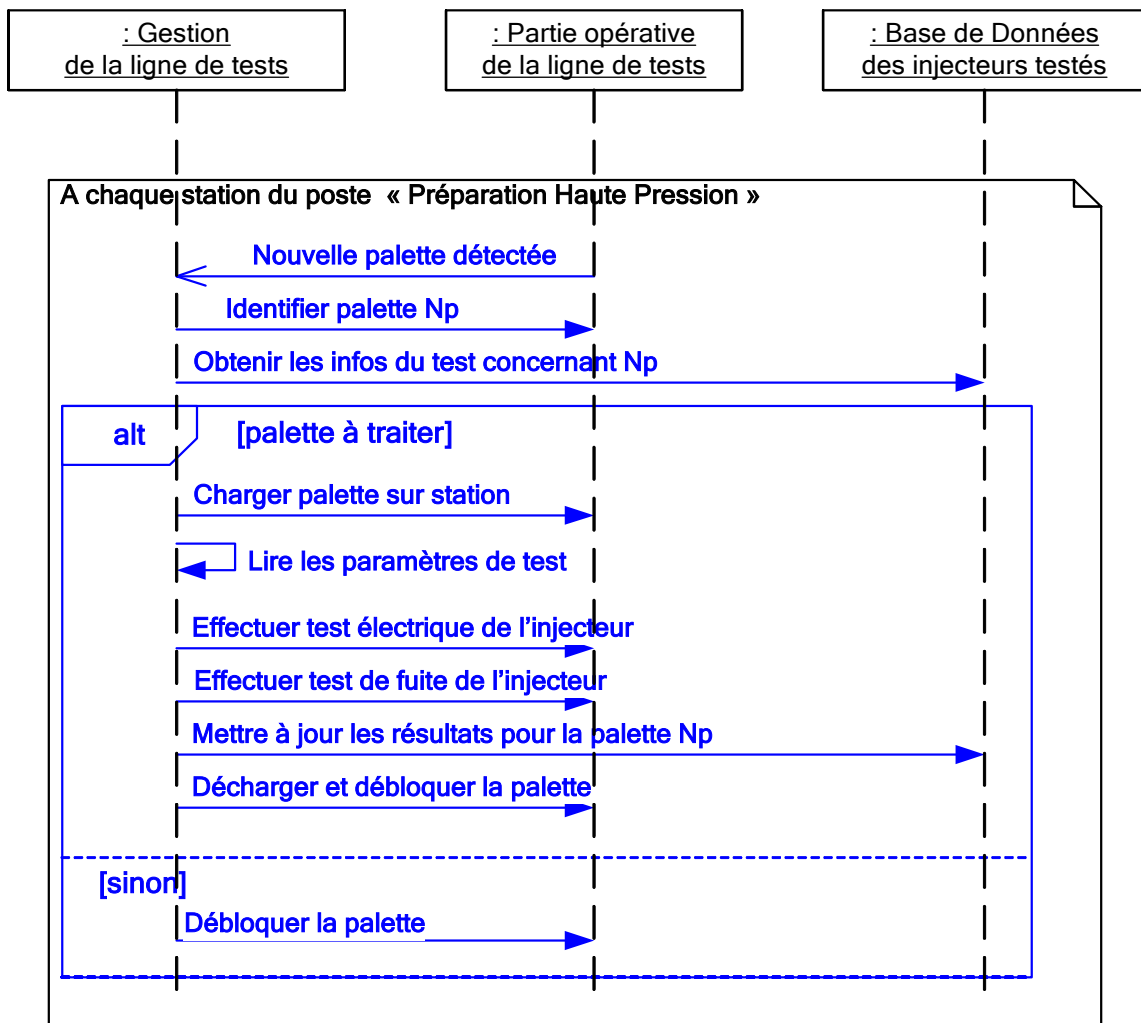 : Gestion
de la ligne de tests
: Partie opérative
de la ligne de tests
: Base de Données
des injecteurs testés
A chaque station du poste « Préparation Haute Pression »
Nouvelle palette détectée
Identifier palette Np
Obtenir les infos du test concernant Np
alt
[palette à traiter]
Charger palette sur station
Lire les paramètres de test
Effectuer test électrique de l’injecteur
Effectuer test de fuite de l’injecteur
Mettre à jour les résultats pour la palette Np
Décharger et débloquer la palette
[sinon]
Débloquer la palette